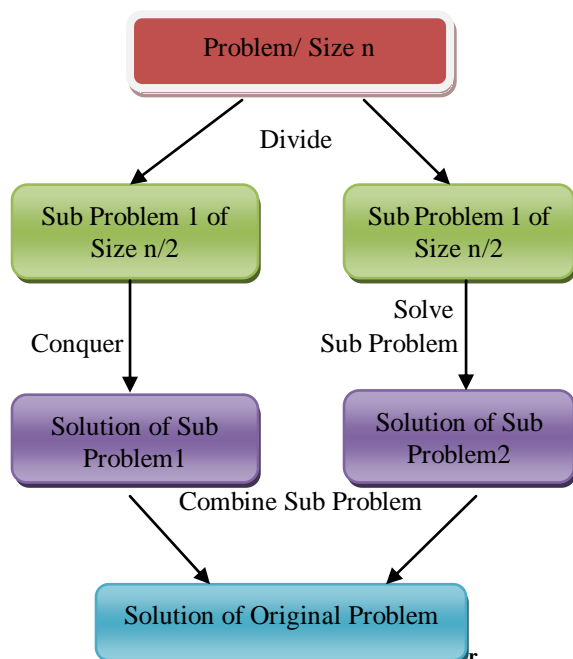 Problem/ Size n
Divide
Sub Problem 1 of
Size n/2
Sub Problem 1 of
Size n/2
Conquer
Solve
Sub Problem
Solution of Sub
Problem1
Solution of Sub
Problem2
Combine Sub Problem
Solution of Original Problem